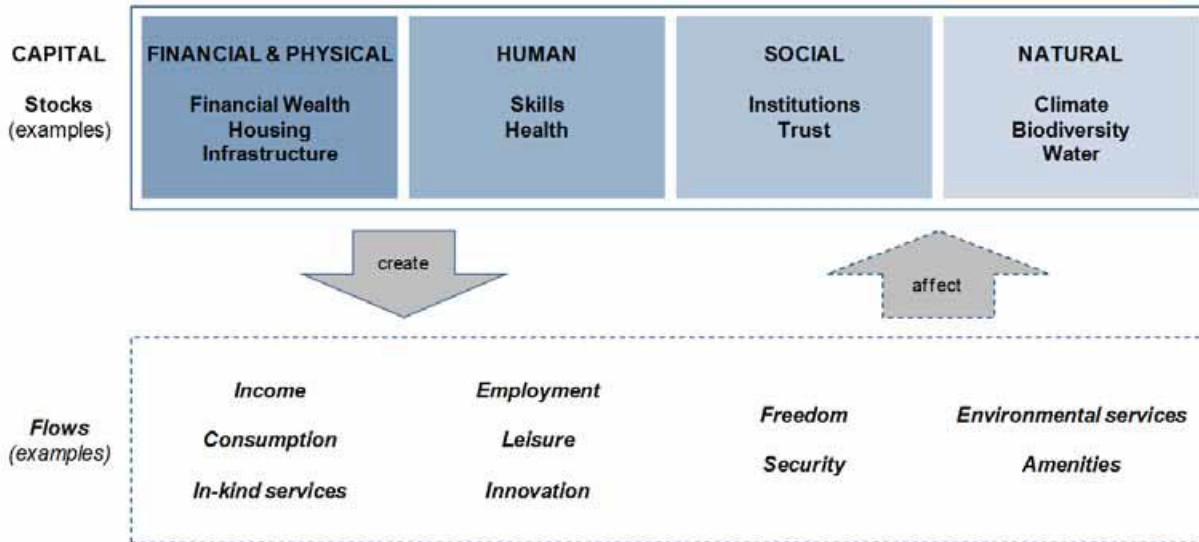 CAPITAL
Stocks
(examples)
FINANCIAL & PHYSICAL
Financial Wealth
Housing
Infrastructure
HUMAN
Skills
Health
SOCIAL
Institutions
Trust
NATURAL
Climate
Biodiversity
Water
create
affect
Flows
(examples)
Income
Consumption
In-kind services
Employment
Leisure
Innovation
Freedom
Security
Environmental services
Amenities